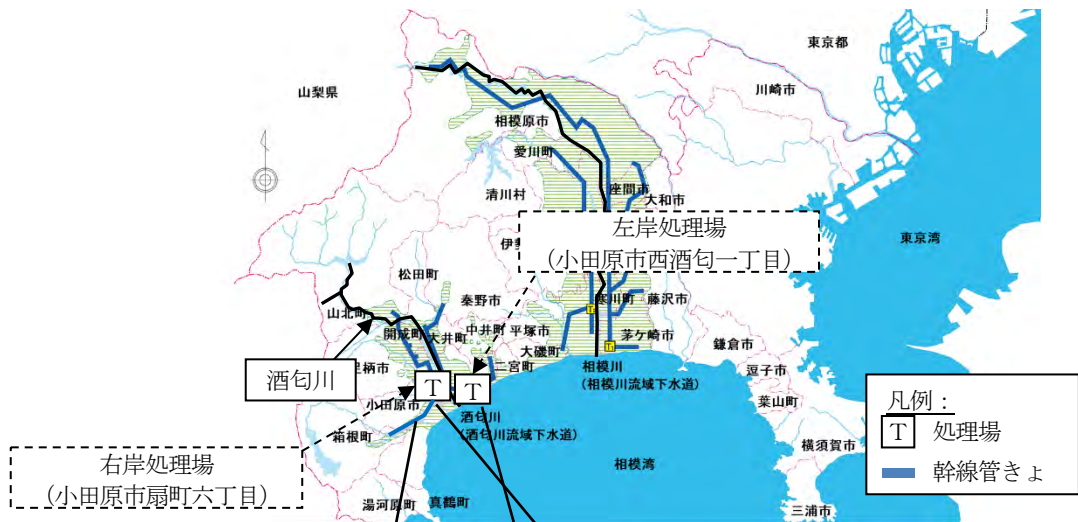 東京都
山梨県
川崎市
相模原市
愛川町
座間市
清川村
大和市
左岸処理場
(小田原市西酒匂一丁目)
東京湾
松田町
秦野市
寒川町
藤沢市
山北町
開成町
大井町
中井町
平塚市
茅ケ崎市
鎌倉市
大磯町
逗子市
酒匂川
二宮町
相模川
(相模川流域下水道)
葉山町
T
T
小田原市
酒匂川
(酒匂川流域下水道)
箱根町
横須賀市
右岸処理場
(小田原市扇町六丁目)
相模湾
湯河原町
真鶴町
三浦市
凡例：
T 処理場
幹線管きょ